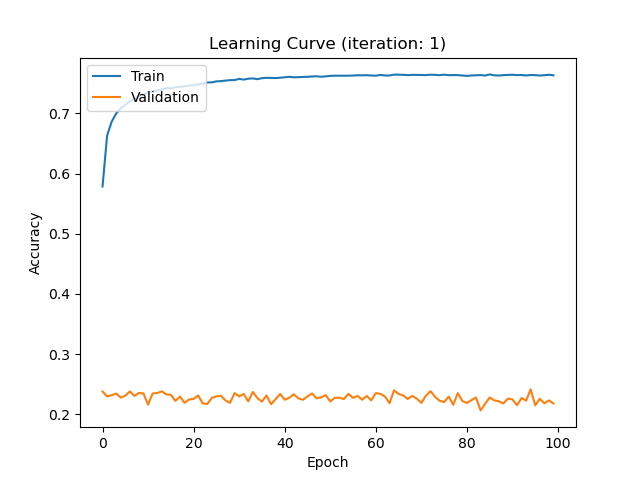 Learning Curve (iteration: 1)
Train
Validation
Accuracy
0.7
0.6
0.5
0.4
0.3
0.2
0 20 40 60 80 100
Epoch